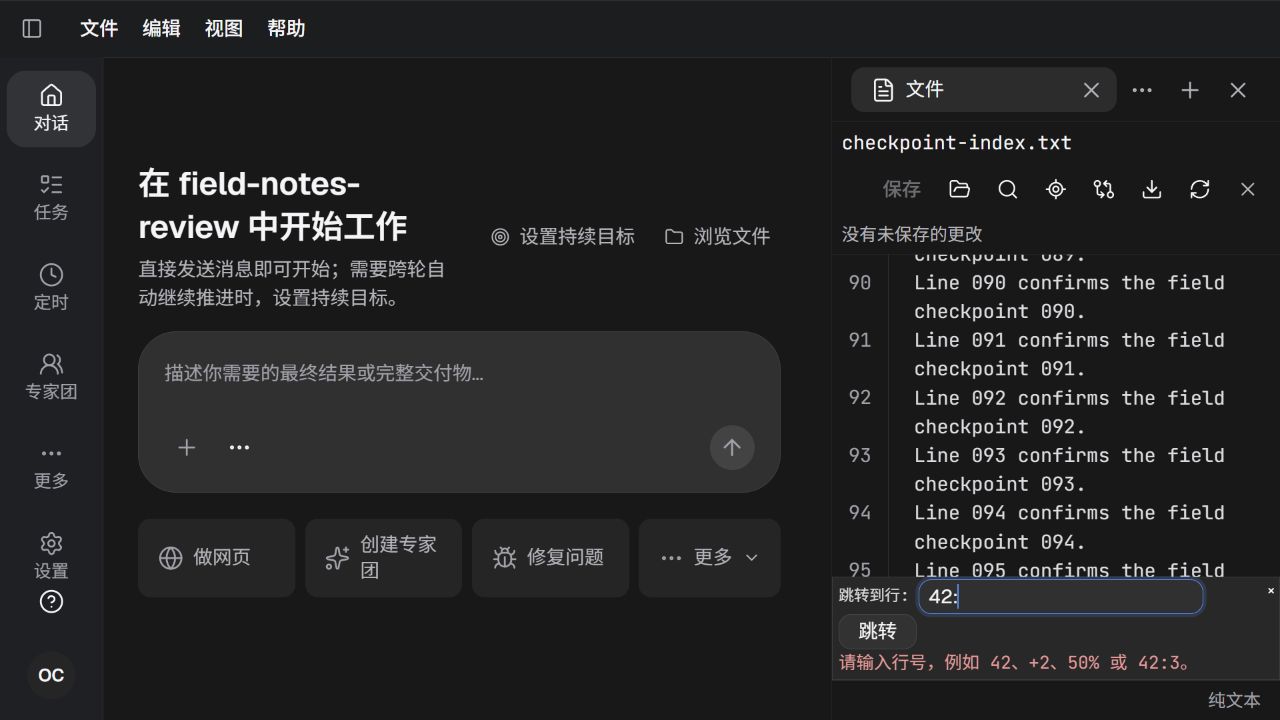 文件 编辑 视图 帮助
对话
任务
定时
专家团
更多
设置
OC
在 field-notes-
review 中开始工作
设置持续目标
浏览文件
直接发送消息即可开始；需要跨轮自
动继续推进时，设置持续目标。
描述你需要的最终结果或完整交付物...
做网页
创建专家
团
修复问题
更多
文件
checkpoint-index.txt
保存
没有未保存的更改
checkpoint 089.
90 Line 090 confirms the field
checkpoint 090.
91 Line 091 confirms the field
checkpoint 091.
92 Line 092 confirms the field
checkpoint 092.
93 Line 093 confirms the field
checkpoint 093.
94 Line 094 confirms the field
checkpoint 094.
95 Line 095 confirms the field
跳转到行： 42:
跳转
请输入行号，例如 42、+2、50% 或 42:3。
纯文本